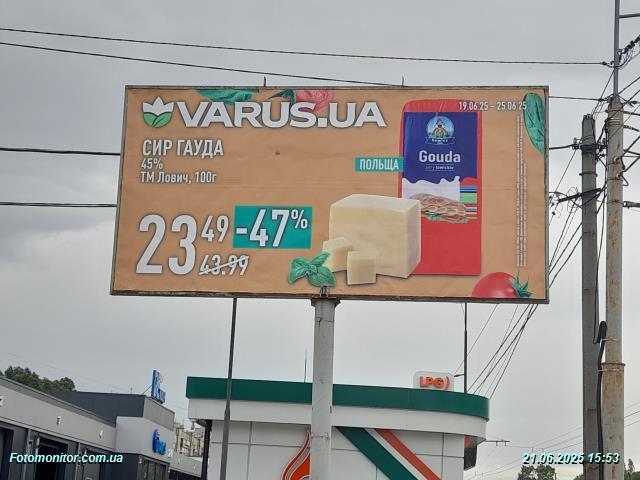 VARUS.UA
19.06.25 - 25.06.25
СИР ГАУДА
45%
ТМ Лович, 100г
ПОЛЬЩА
Gouda
23 49
-47%
43.99
LPG
Fotomonitor.com.ua
21.06.2025 15:53